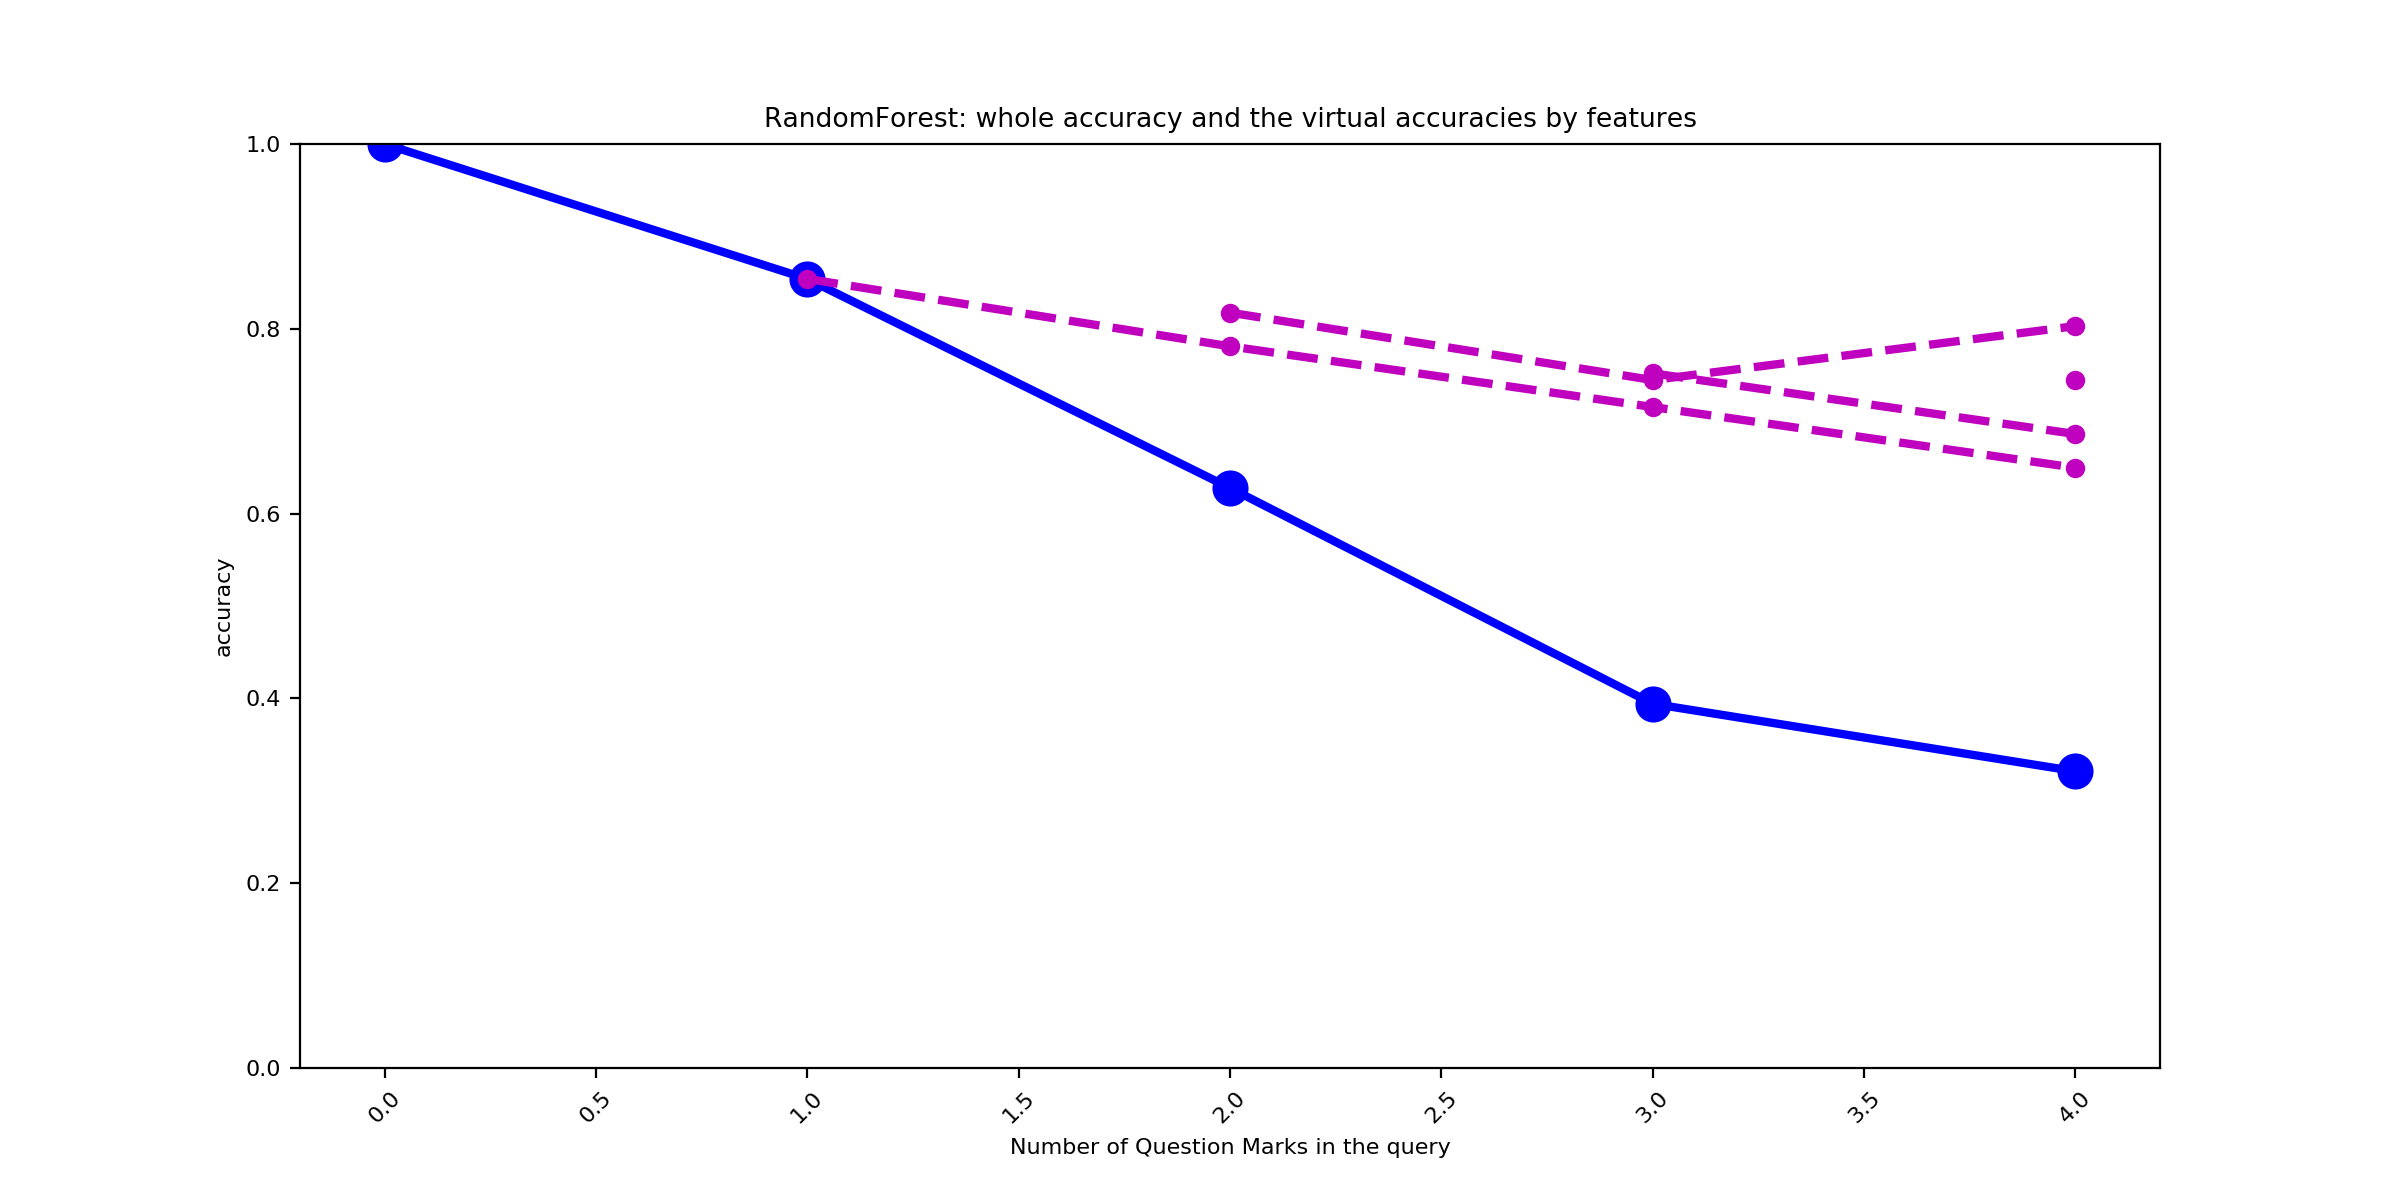 RandomForest: whole accuracy and the virtual accuracies by features
1.0
0.8
0.6
0.4
0.2
0.0
accuracy
0.0 0.5 1.0 1.5 2.0 2.5 3.0 3.5 4.0
Number of Question Marks in the query